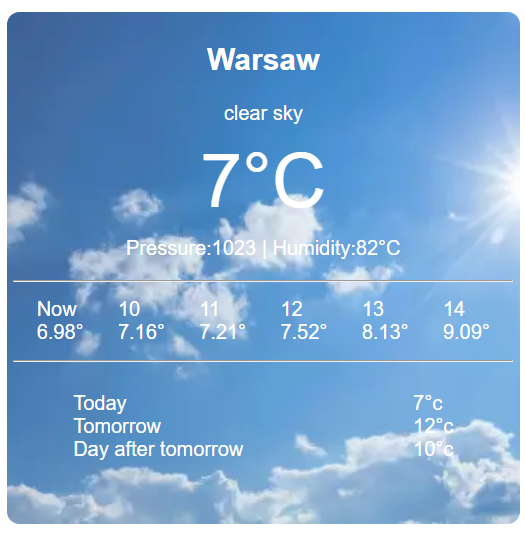 Warsaw
clear sky
7°C
Pressure:1023 | Humidity:82°C
Now 10 11 12 13 14
6.98° 7.16° 7.21° 7.52° 8.13° 9.09°
Today 7°c
Tomorrow 12°c
Day after tomorrow 10°c